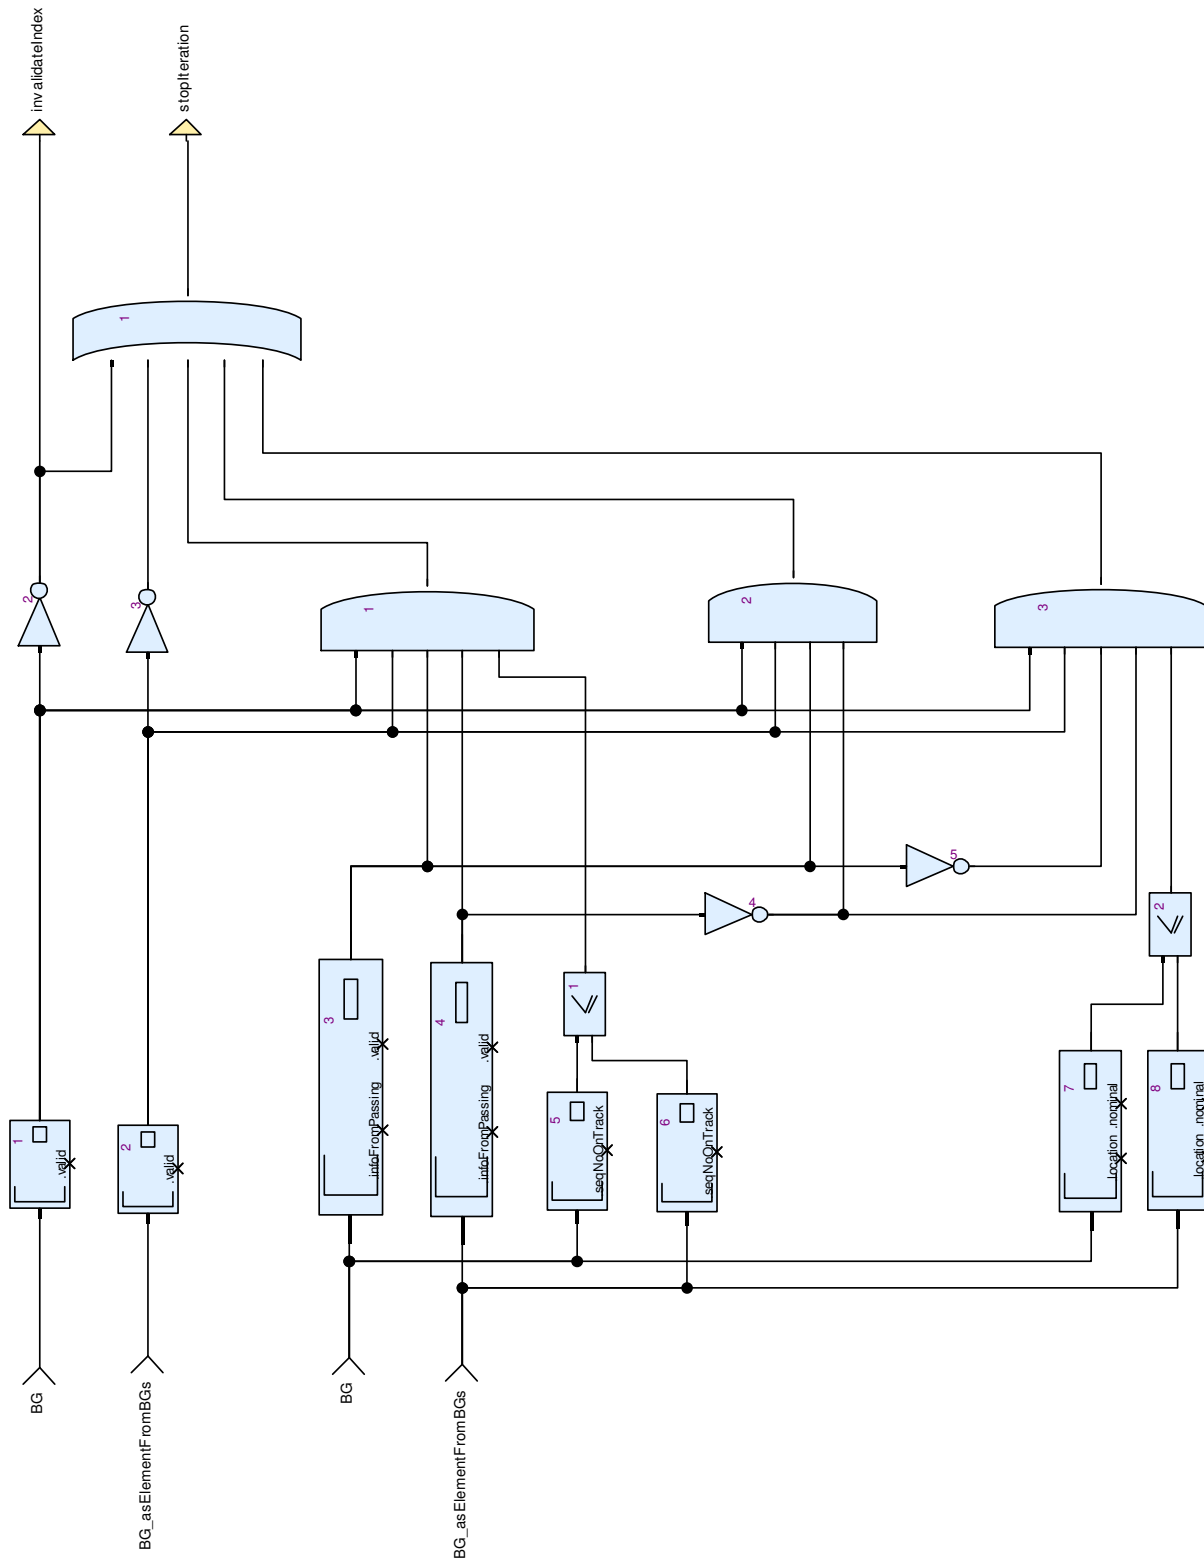 invalidateIndex
stopIteration
1
2
3
1
2
3
5
4
2
1
3
.infoFromPassing .valid
4
.infoFromPassing .valid
5
seqNoOnTrack
6
seqNoOnTrack
7
.location .nominal
8
.location .nominal
1
.valid
2
.valid
BG
BG_asElementFromBGs
BG
BG_asElementFromBGs